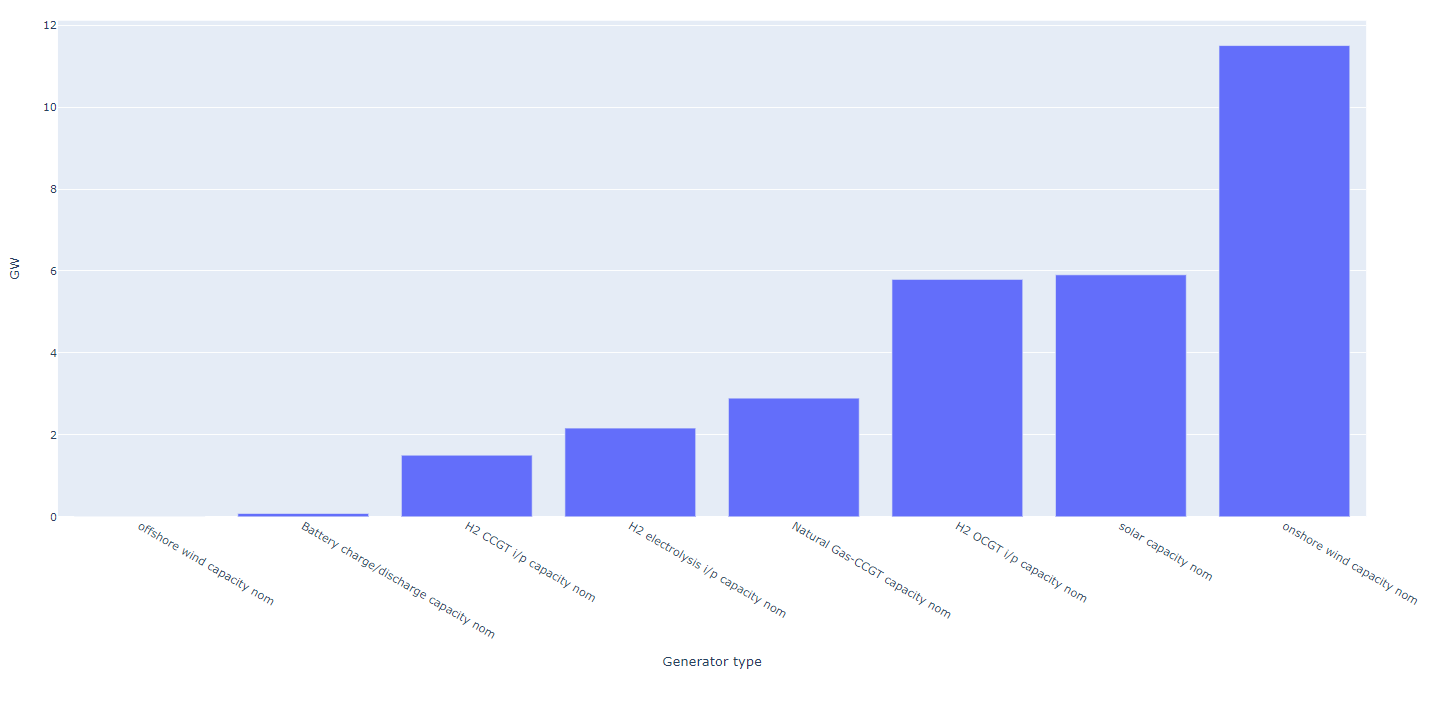 12
10
8
6
4
2
0
GW
offshore wind capacity nom
Battery charge/discharge capacity nom
H2 CCGT i/p capacity nom
H2 electrolysis i/p capacity nom
Natural Gas-CCGT capacity nom
H2 OCGT i/p capacity nom
solar capacity nom
onshore wind capacity nom
Generator type